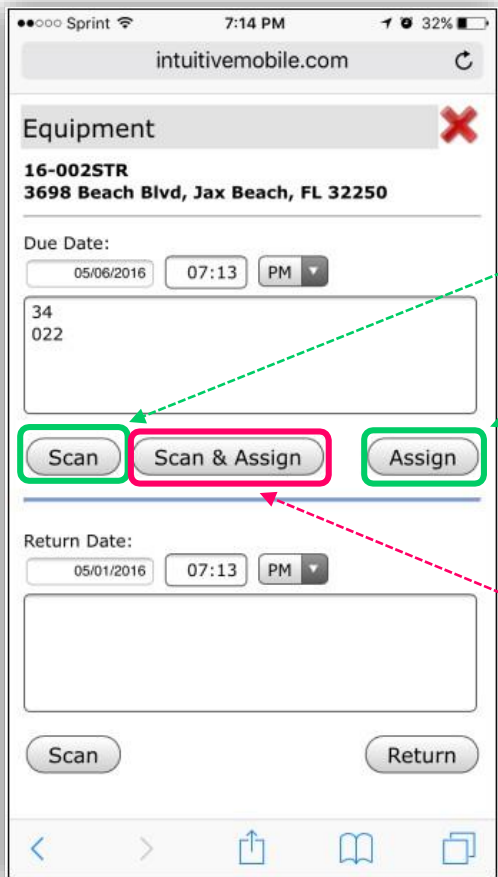 Sprint 7:14 PM 32%
intuitivemobile.com
Equipment
16-002STR
3698 Beach Blvd, Jax Beach, FL 32250
Due Date:
05/06/2016 07:13 PM
34
022
Scan Scan & Assign Assign
Return Date:
05/01/2016 07:13 PM
Scan Return